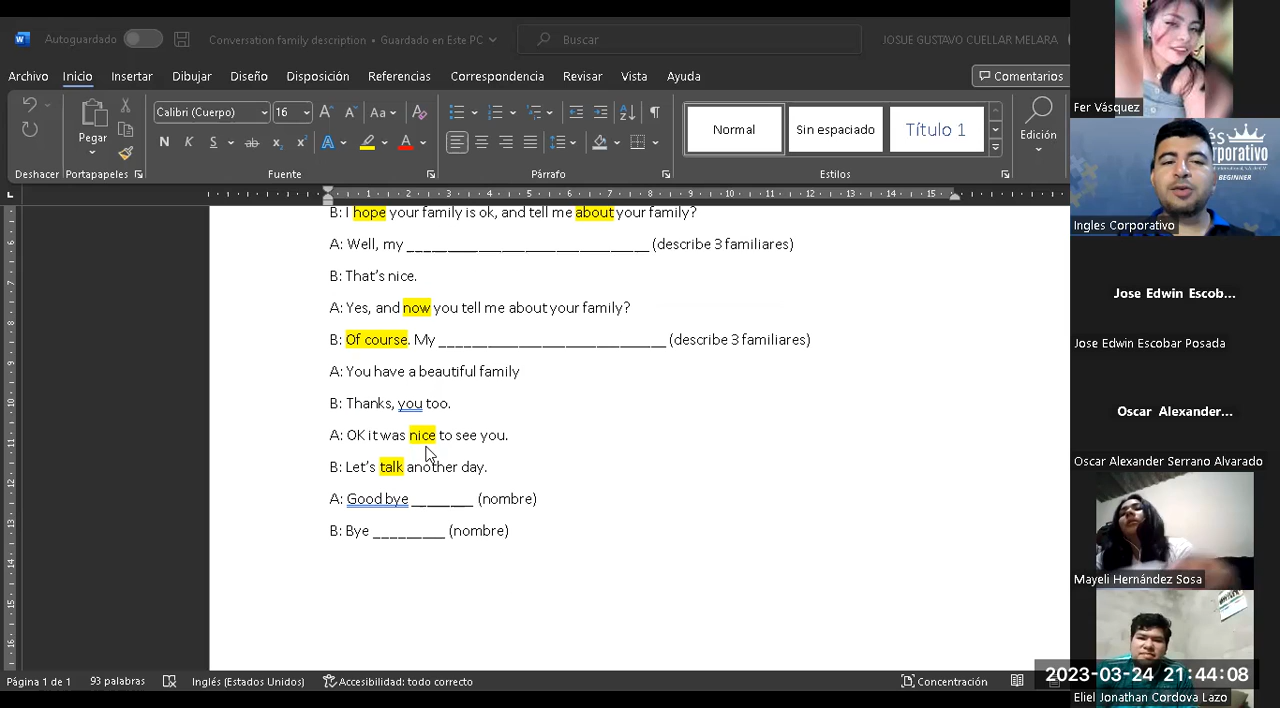 Autoguardado
Conversation family description • Guardado en Este PC
Buscar
JOSUE GUSTAVO CUELLAR MELARA
Archivo Inicio Insertar Dibujar Diseño Disposición Referencias Correspondencia Revisar Vista Ayuda Comentarios
Calibri (Cuerpo) 16
Pegar
Normal
Sin espaciado
Título 1
Edición
Deshacer Portapapeles Fuente Párrafo Estilos
B: I hope your family is ok, and tell me about your family?
A: Well, my _____________________________ (describe 3 familiares)
B: That's nice.
A: Yes, and now you tell me about your family?
B: Of course. My ___________________________ (describe 3 familiares)
A: You have a beautiful family
B: Thanks, you too.
A: OK it was nice to see you.
B: Let's talk another day.
A: Good bye ________ (nombre)
B: Bye _________ (nombre)
Página 1 de 1 93 palabras Inglés (Estados Unidos) Accesibilidad: todo correcto Concentración
Fer Vásquez
és
rporativo
BEGINNER
Ingles Corporativo
Jose Edwin Escob...
Jose Edwin Escobar Posada
Oscar Alexander...
Oscar Alexander Serrano Alvarado
Mayeli Hernández Sosa
2023-03-24 21:44:08
Eliel Jonathan Cordova Lazo